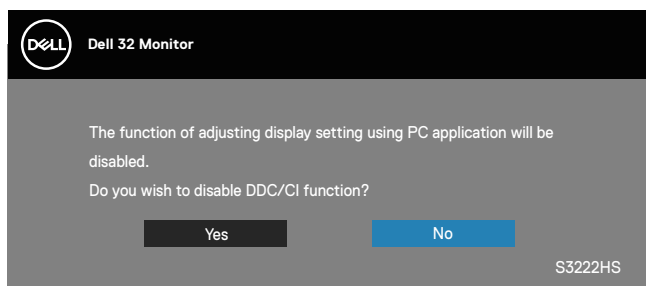 DELL
Dell 32 Monitor
The function of adjusting display setting using PC application will be
disabled.
Do you wish to disable DDC/CI function?
Yes
No
S3222HS